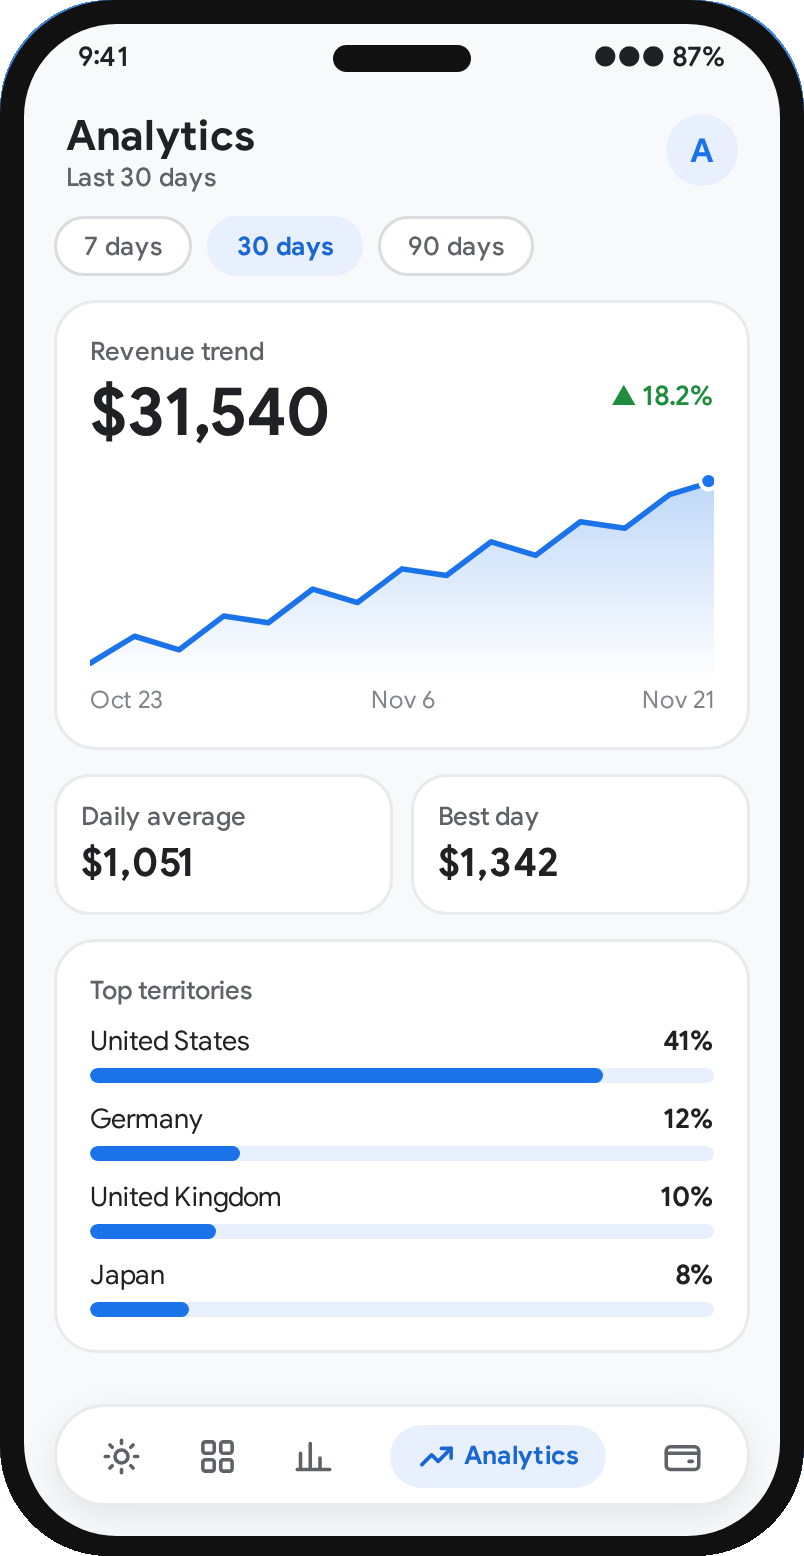 9:41
87%
Analytics
A
Last 30 days
7 days
30 days
90 days
Revenue trend
$31,540
▲ 18.2%
Oct 23
Nov 6
Nov 21
Daily average
Best day
$1,051
$1,342
Top territories
United States 41%
Germany 12%
United Kingdom 10%
Japan 8%
Analytics